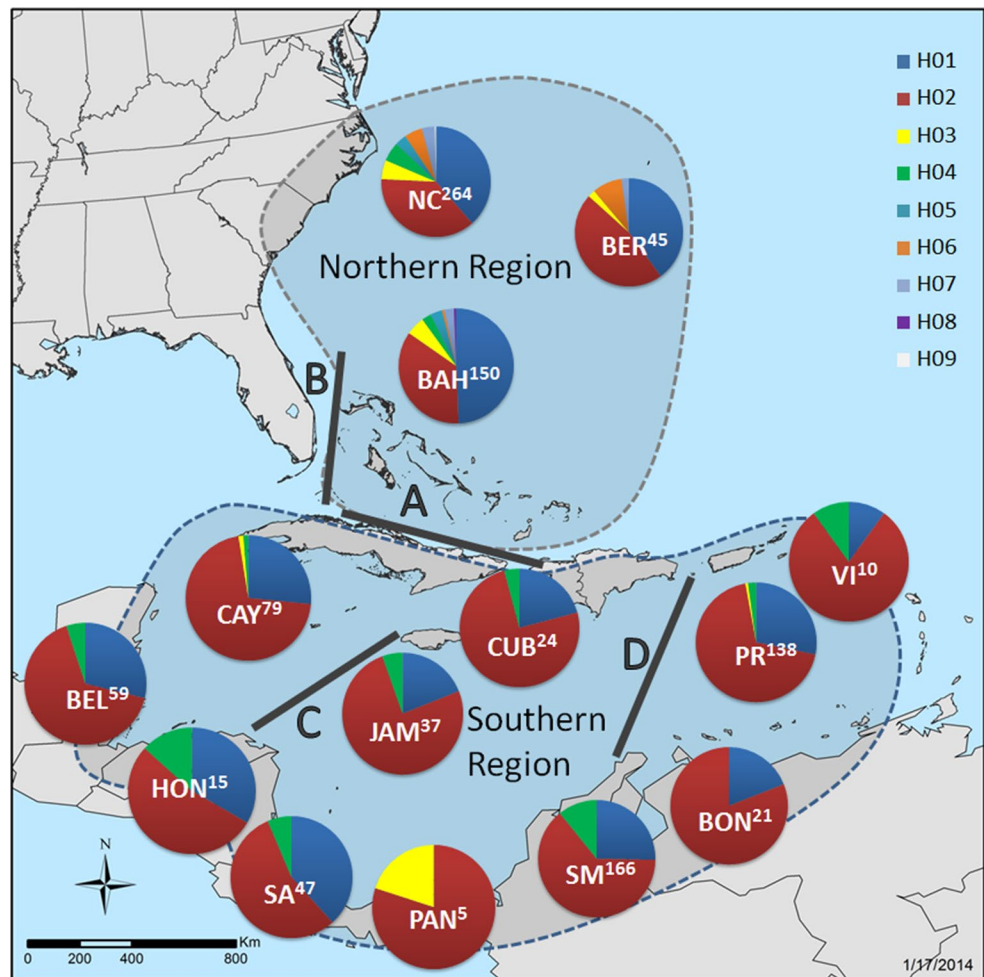 H01
H02
H03
H04
H05
H06
H07
H08
H09
NC264
BER45
Northern Region
BAH150
B
A
VI10
CAY79
CUB24
D
PR138
BEL59
C
JAM37
Southern
Region
HON15
BON21
SM166
SA47
PAN5
N
0 200 400 800 Km
1/17/2014